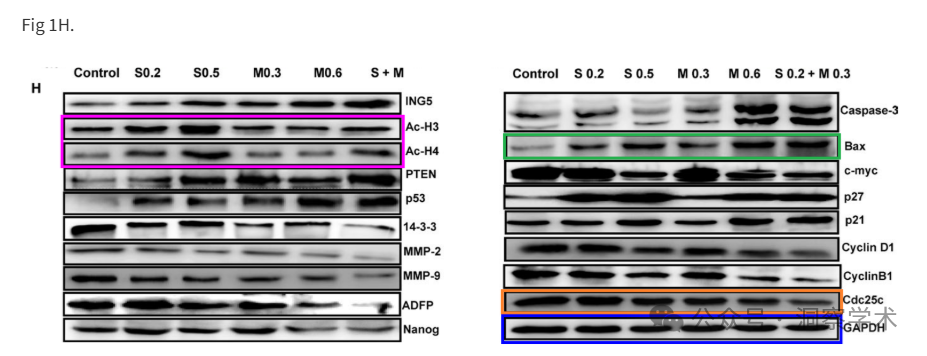 Fig 1H.
H
Control S0.2 S0.5 M0.3 M0.6 S + M
ING5
Ac-H3
Ac-H4
PTEN
p53
14-3-3
MMP-2
MMP-9
ADFP
Nanog
Control S 0.2 S 0.5 M 0.3 M 0.6 S 0.2 + M 0.3
Caspase-3
Bax
c-myc
p27
p21
Cyclin D1
CyclinB1
Cdc25c
GAPDH
公众号 · 洞察学术